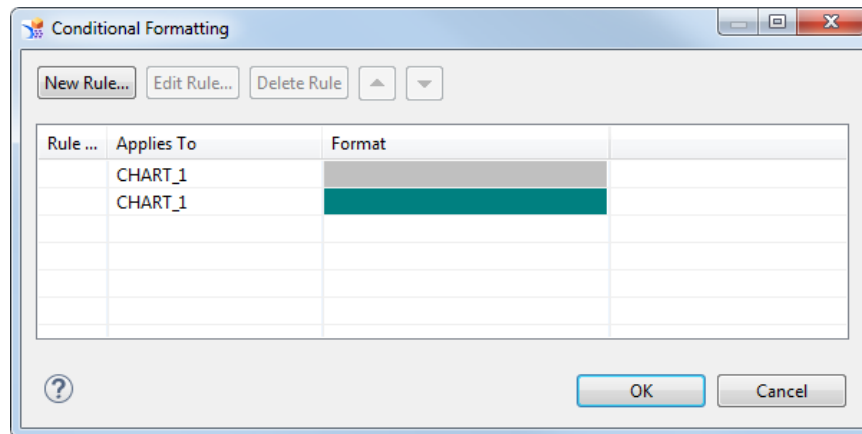 Conditional Formatting
New Rule... Edit Rule... Delete Rule
Rule ... Applies To Format
CHART_1
CHART_1
? OK Cancel